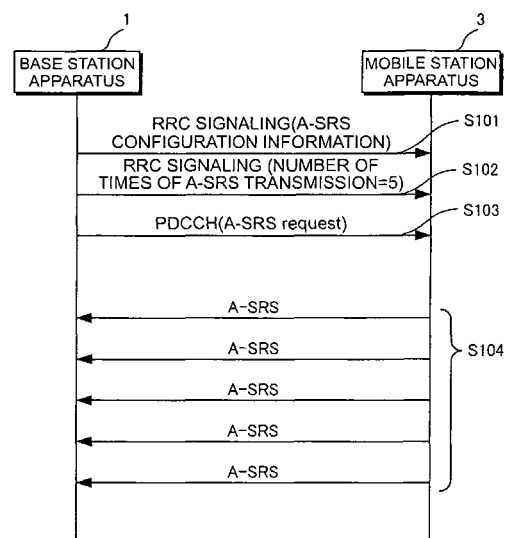 1
3
BASE STATION
APPARATUS
MOBILE STATION
APPARATUS
RRC SIGNALING(A-SRS
CONFIGURATION INFORMATION)
S101
RRC SIGNALING (NUMBER OF
TIMES OF A-SRS TRANSMISSION=5)
S102
PDCCH(A-SRS request)
S103
A-SRS
A-SRS
A-SRS
A-SRS
A-SRS
S104